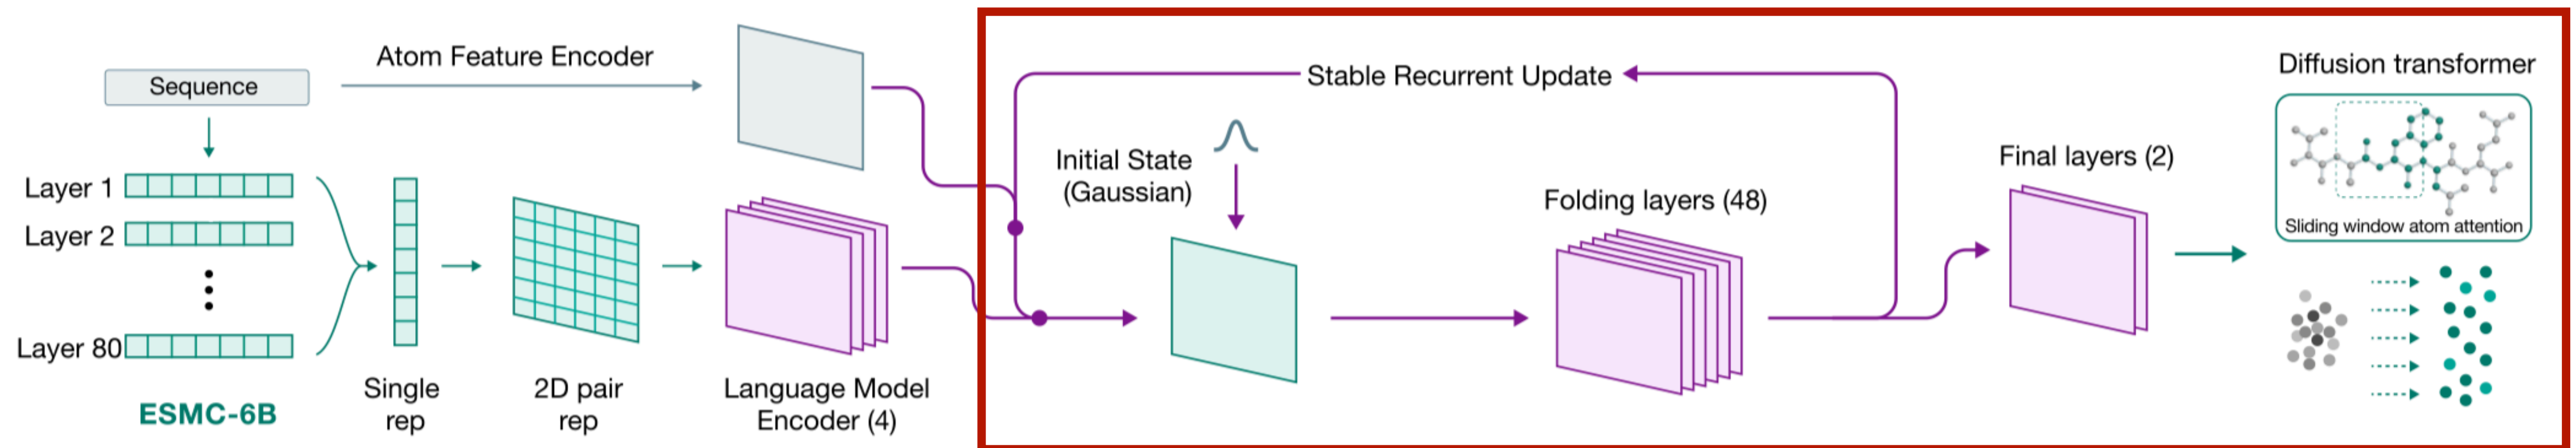 Sequence
Atom Feature Encoder
Layer 1
Layer 2
Layer 80
ESMC-6B
Single
rep
2D pair
rep
Language Model
Encoder (4)
Stable Recurrent Update
Initial State
(Gaussian)
Folding layers (48)
Final layers (2)
Diffusion transformer
Sliding window atom attention